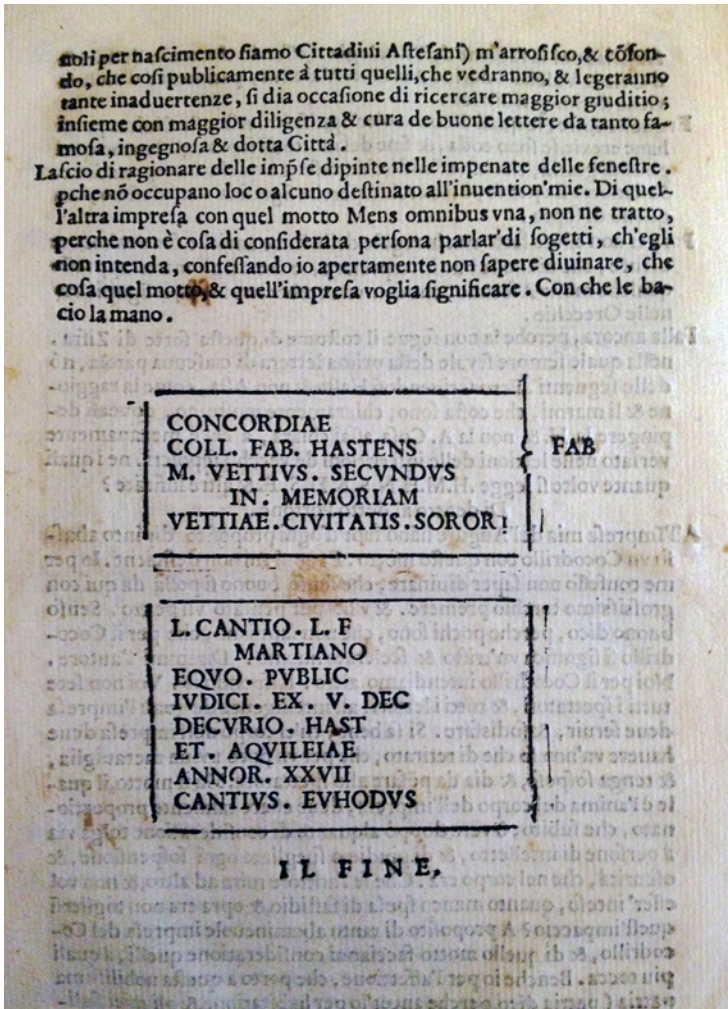 noli per nascimento siamo Cittadini Astesani) m'arrosisco,& cõfon-
do, che cosi publicamente à tutti quelli,che vedranno, & legeranno
tante inaduertenze, si dia occasione di ricercare maggior giuditio;
insieme con maggior diligenza & cura de buone lettere da tanto fa-
mosa, ingegnosa & dotta Città.
Lascio di ragionare delle imp̃se dipinte nelle impenate delle fenestre.
pche nõ occupano loco alcuno destinato all'inuention'mie. Di quel-
l'altra impresa con quel motto Mens omnibus vna, non ne tratto,
perche non è cosa di considerata persona parlar'di sogetti, ch'egli
non intenda, confessando io apertamente non sapere diuinare, che
cosa quel motto,& quell'impresa voglia significare. Con che le ba-
cio la mano.
CONCORDIAE
COLL. FAB. HASTENS
M. VETTIVS. SECVNDVS
IN. MEMORIAM
VETTIAE.CIVITATIS.SORORI
FAB
L.CANTIO. L. F
MARTIANO
EQVO. PVBLIC
IVDICI. EX. V. DEC
DECVRIO. HAST
ET. AQVILEIAE
ANNOR. XXVII
CANTIVS. EVHODVS
IL FINE.